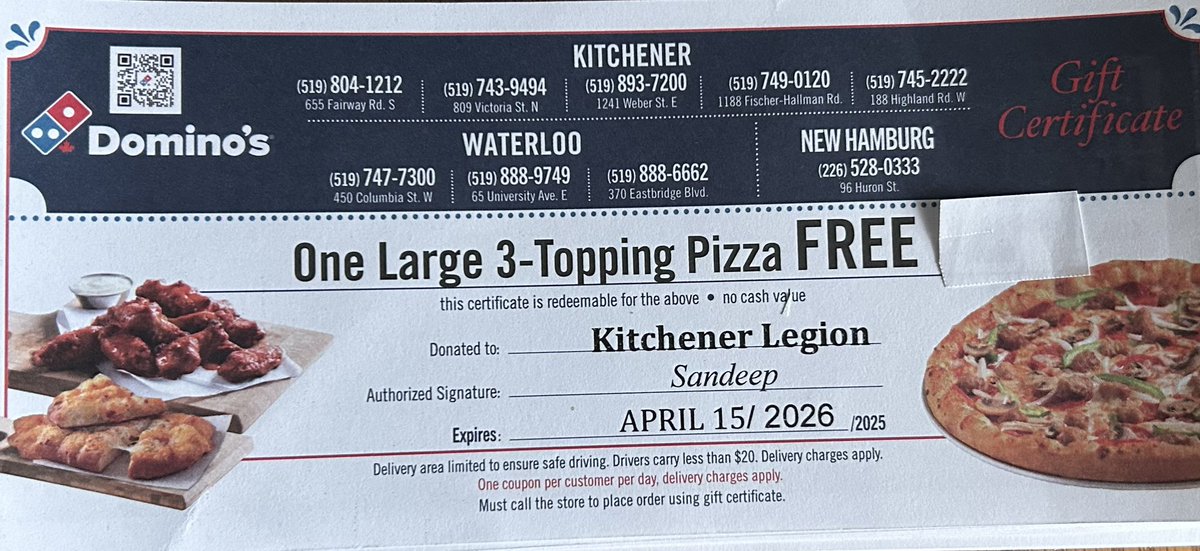 KITCHENER
(519) 804-1212 (519) 743-9494 (519) 893-7200 (519) 749-0120 (519) 745-2222
655 Fairway Rd. S 809 Victoria St. N 1241 Weber St. E 1188 Fischer-Hallman Rd. 188 Highland Rd. W
Gift
Certificate
Domino's
WATERLOO
(519) 747-7300 (519) 888-9749 (519) 888-6662
450 Columbia St. W 65 University Ave. E 370 Eastbridge Blvd.
NEW HAMBURG
(226) 528-0333
96 Huron St.
One Large 3-Topping Pizza FREE
this certificate is redeemable for the above • no cash value
Donated to: Kitchener Legion
Authorized Signature: Sandeep
Expires: APRIL 15/ 2026 /2025
Delivery area limited to ensure safe driving. Drivers carry less than $20. Delivery charges apply.
One coupon per customer per day, delivery charges apply.
Must call the store to place order using gift certificate.